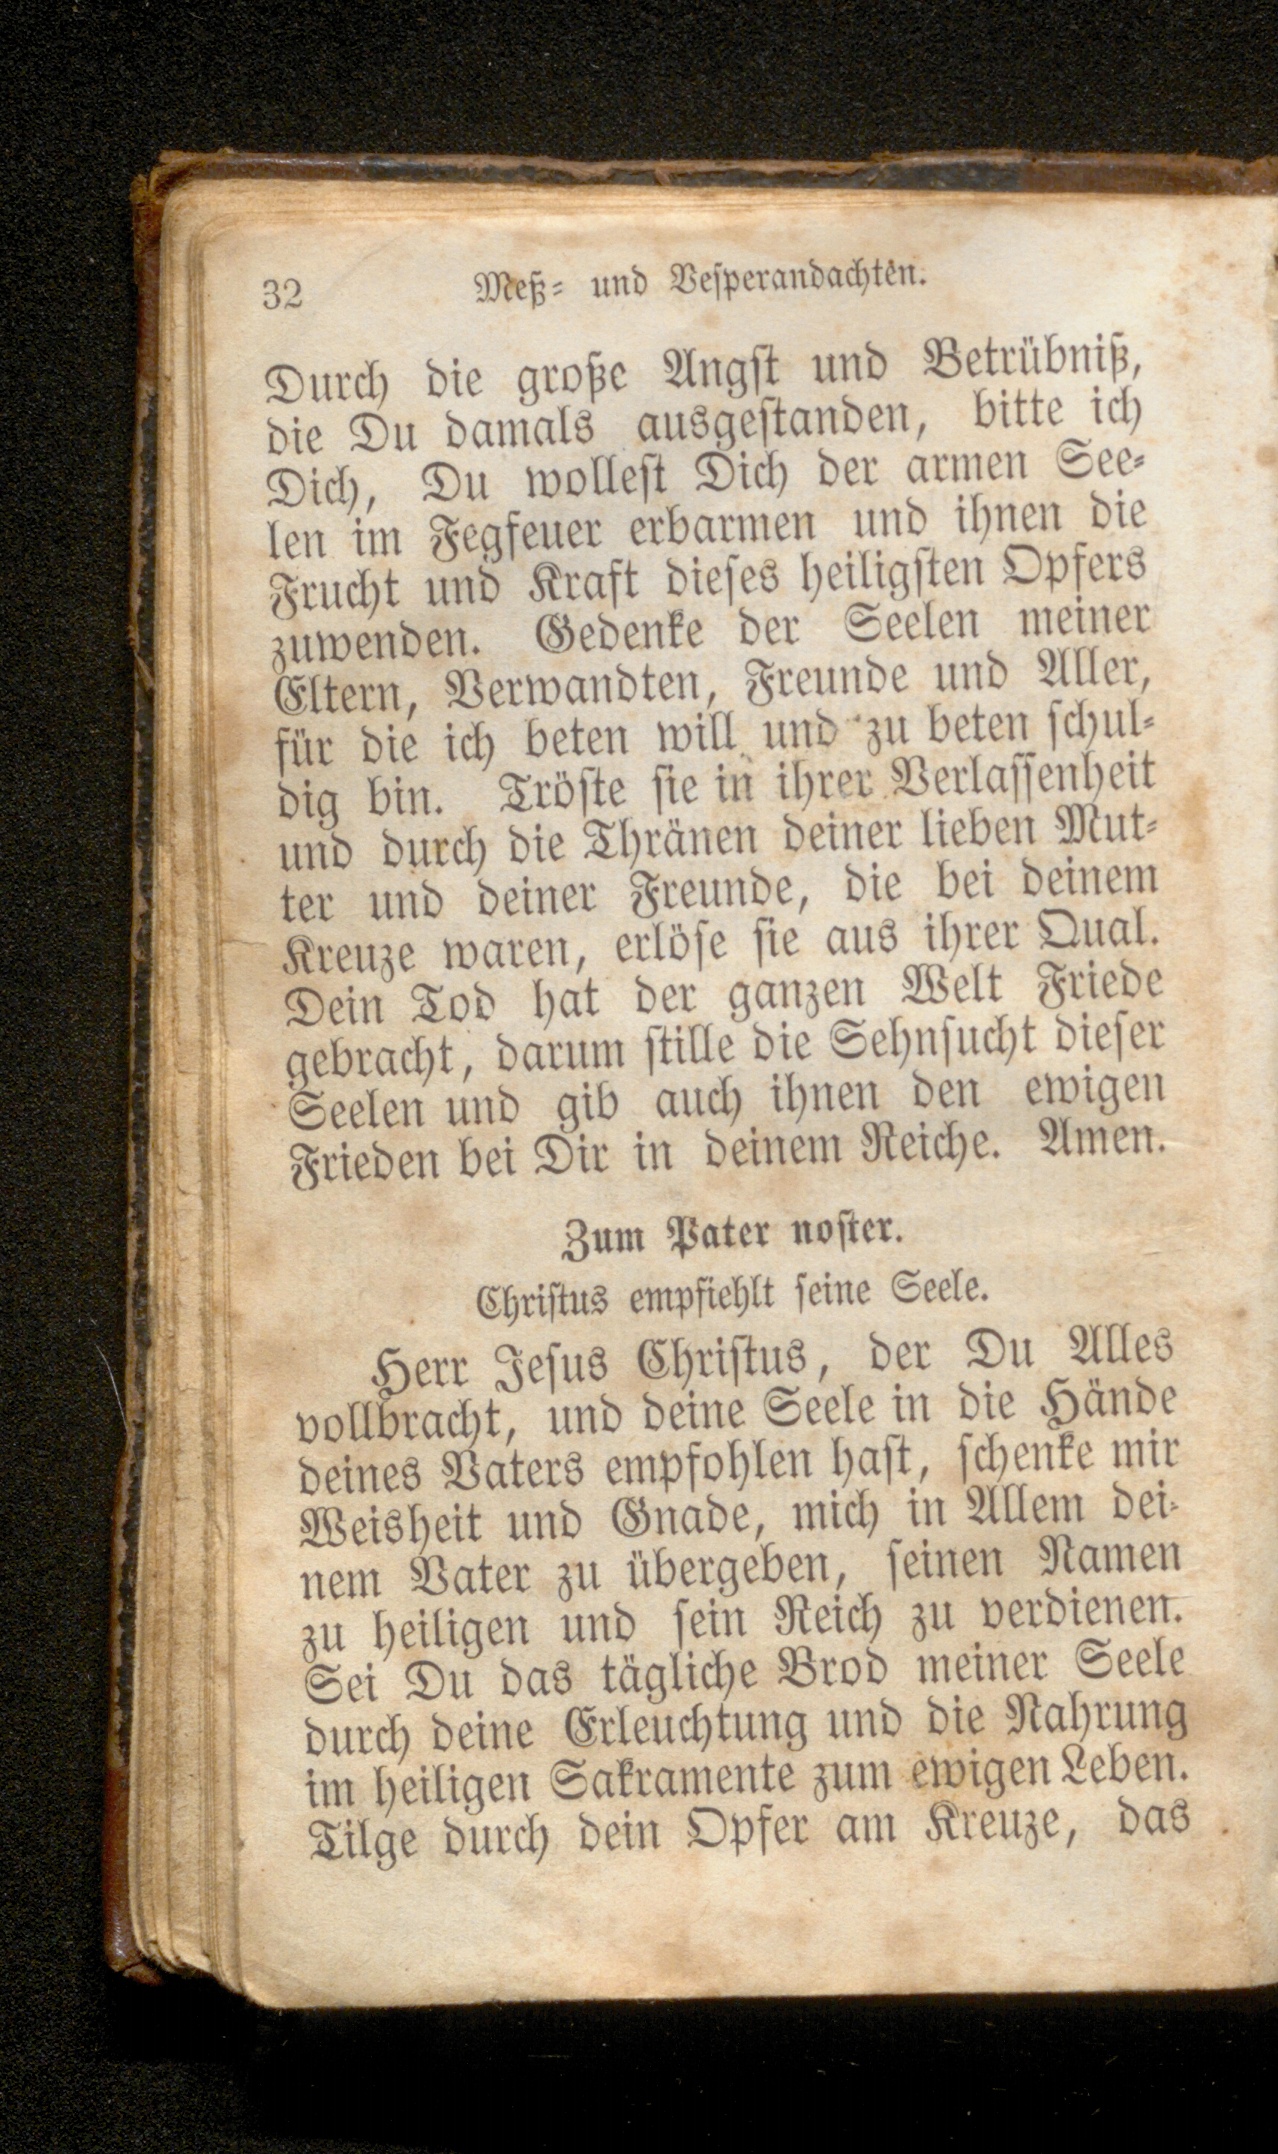 32 Meß- und Vesperandachten.
Durch die große Angst und Betrübniß,
die Du damals ausgestanden, bitte ich
Dich, Du wollest Dich der armen See-
len im Fegfeuer erbarmen und ihnen die
Frucht und Kraft dieses heiligsten Opfers
zuwenden. Gedenke der Seelen meiner
Eltern, Verwandten, Freunde und Aller,
für die ich beten will und zu beten schul-
dig bin. Tröste sie in ihrer Verlassenheit
und durch die Thränen deiner lieben Mut-
ter und deiner Freunde, die bei deinem
Kreuze waren, erlöse sie aus ihrer Qual.
Dein Tod hat der ganzen Welt Friede
gebracht, darum stille die Sehnsucht dieser
Seelen und gib auch ihnen den ewigen
Frieden bei Dir in deinem Reiche. Amen.
Zum Pater noster.
Christus empfiehlt seine Seele.
Herr Jesus Christus, der Du Alles
vollbracht, und deine Seele in die Hände
deines Vaters empfohlen hast, schenke mir
Weisheit und Gnade, mich in Allem dei-
nem Vater zu übergeben, seinen Namen
zu heiligen und sein Reich zu verdienen.
Sei Du das tägliche Brod meiner Seele
durch deine Erleuchtung und die Nahrung
im heiligen Sakramente zum ewigen Leben.
Tilge durch dein Opfer am Kreuze, das